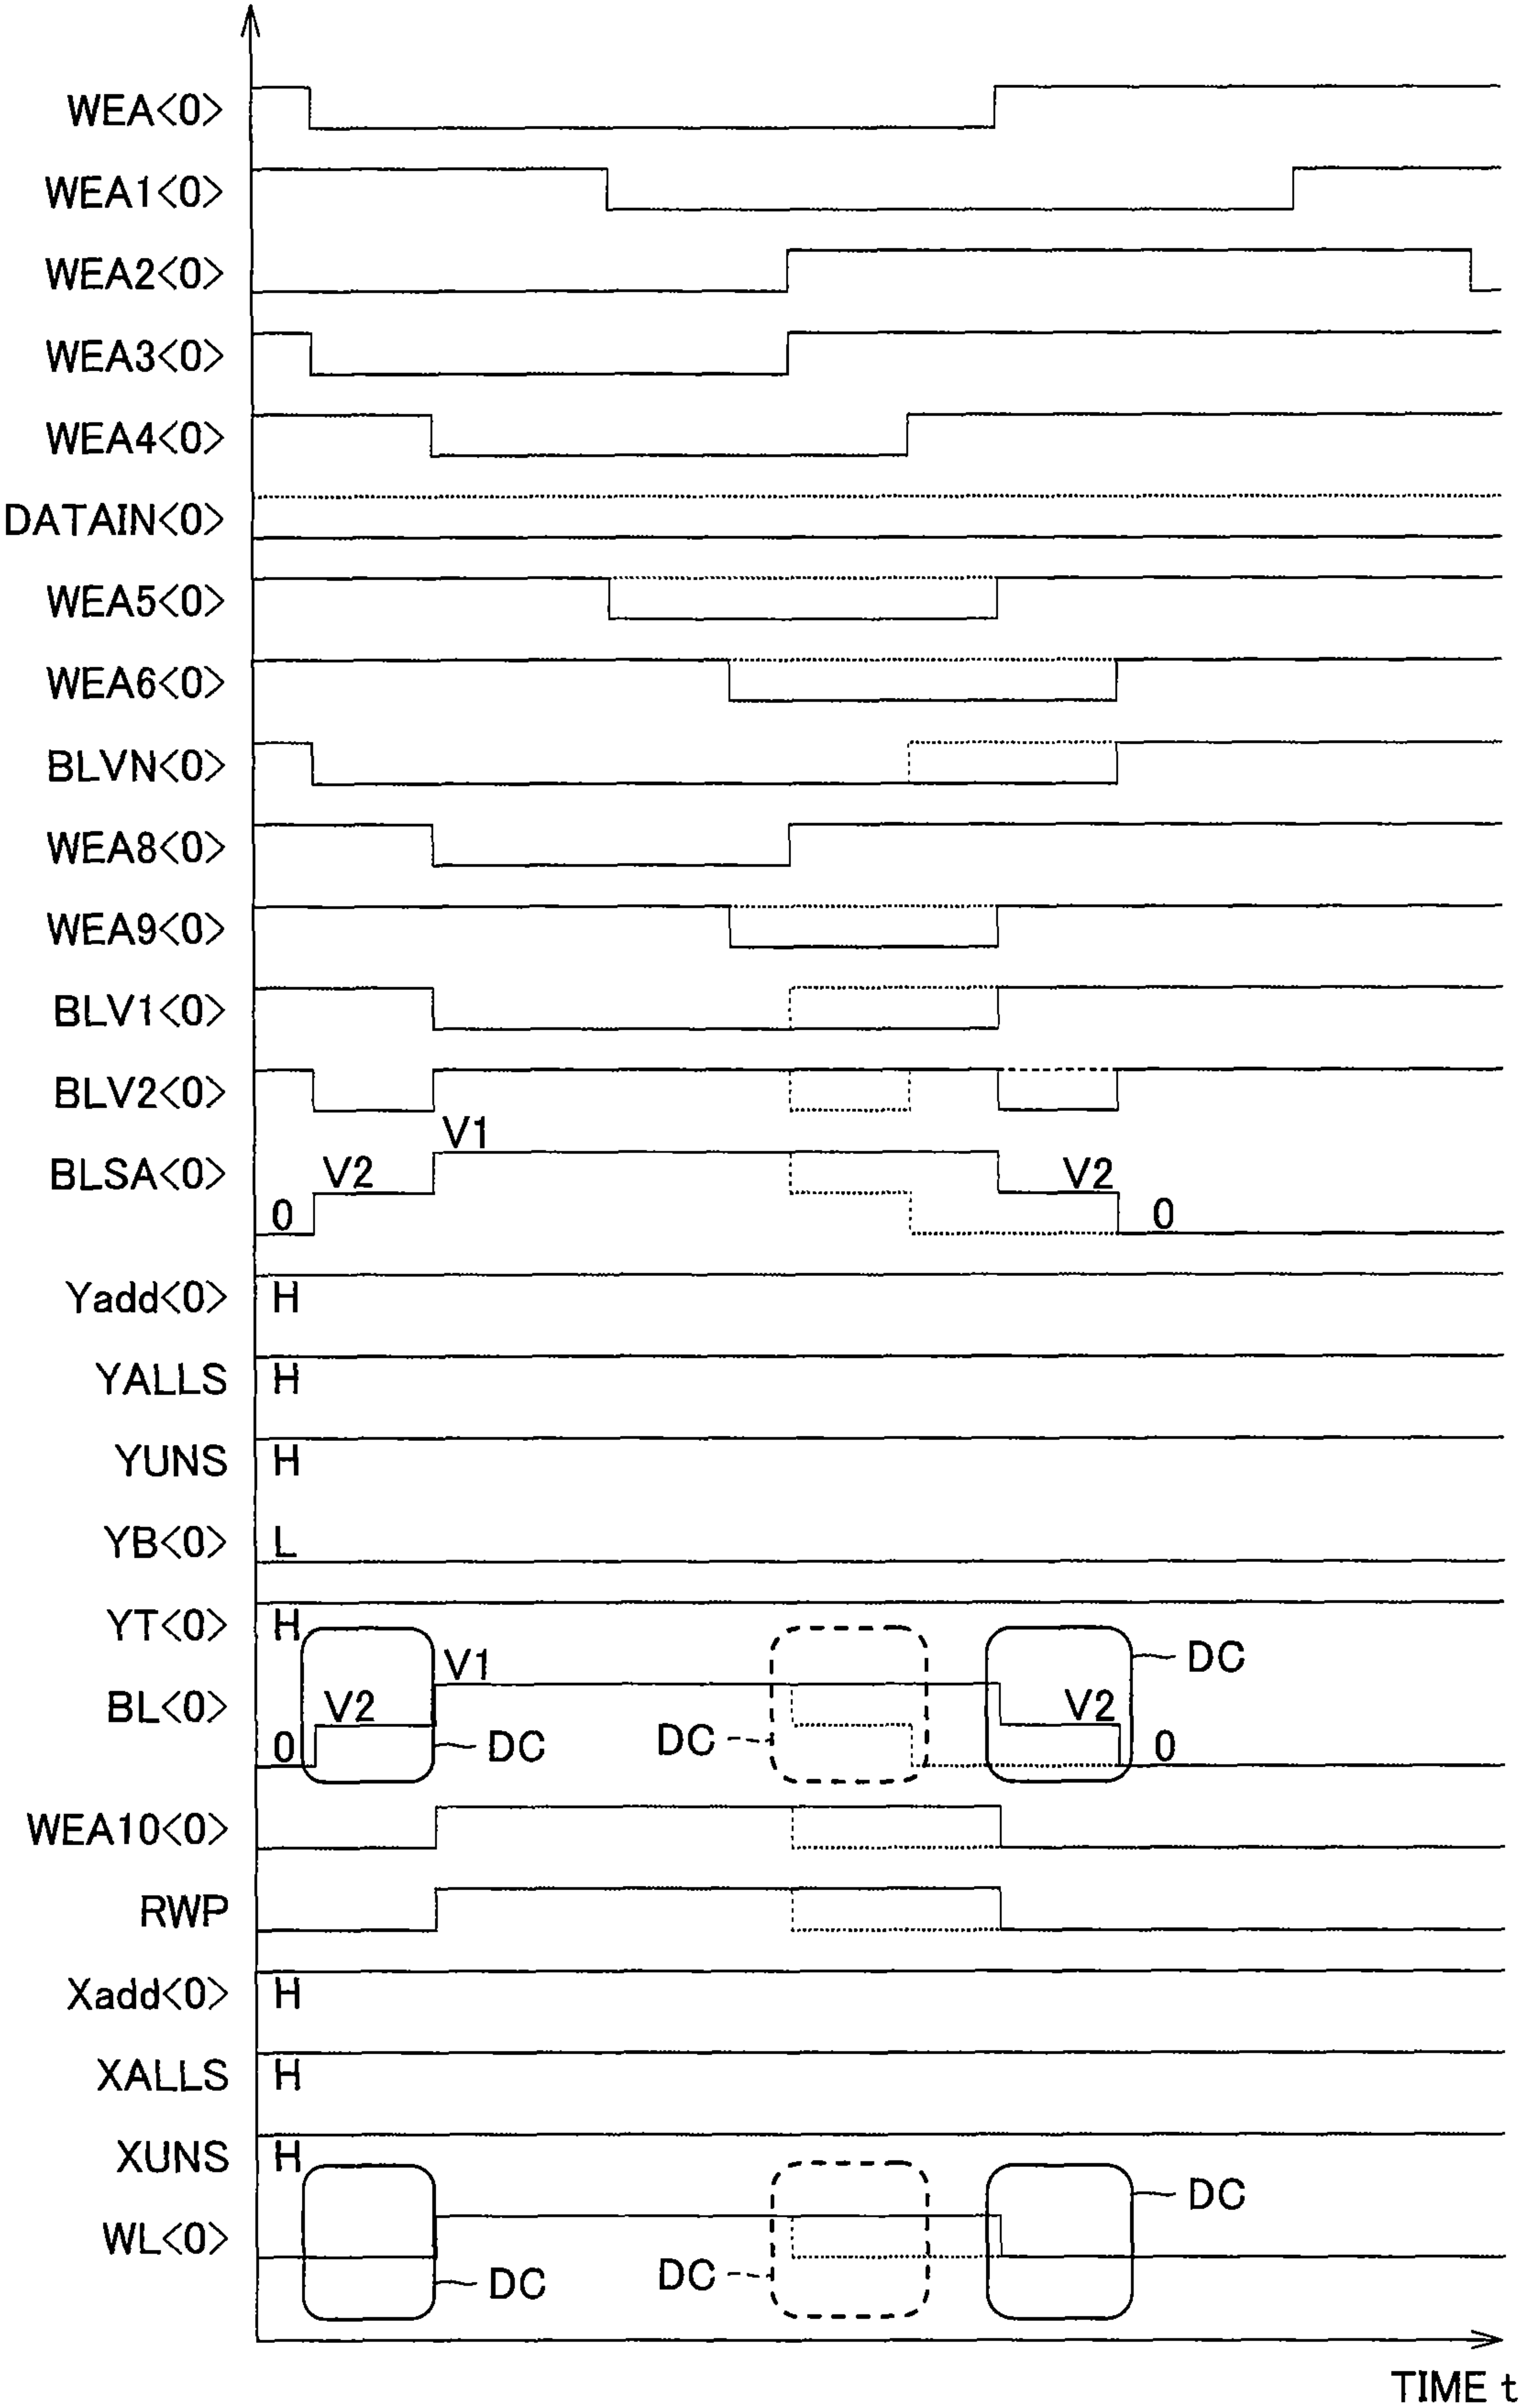 WEA<0>
WEA1<0>
WEA2<0>
WEA3<0>
WEA4<0>
DATAIN<0>
WEA5<0>
WEA6<0>
BLVN<0>
WEA8<0>
WEA9<0>
BLV1<0>
BLV2<0>
V1
BLSA<0> V2 V2
0 0
Yadd<0> H
YALLS H
YUNS H
YB<0> L
YT<0> H
V1 DC
BL<0> V2 V2
0 DC DC 0
WEA10<0>
RWP
Xadd<0> H
XALLS H
XUNS H
DC
WL<0>
DC DC
TIME t